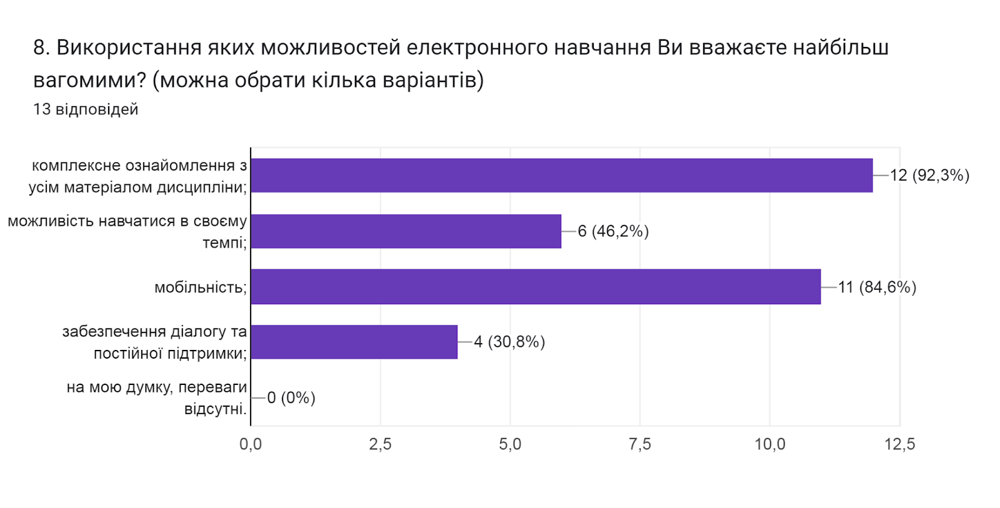 8. Використання яких можливостей електронного навчання Ви вважаєте найбільш
вагомими? (можна обрати кілька варіантів)
13 відповідей
комплексне ознайомлення з
усім матеріалом дисципліни;
12 (92,3%)
можливість навчатися в своєму
темпі;
6 (46,2%)
мобільність;
11 (84,6%)
забезпечення діалогу та
постійної підтримки;
4 (30,8%)
на мою думку, переваги
відсутні.
0 (0%)
0,0 2,5 5,0 7,5 10,0 12,5